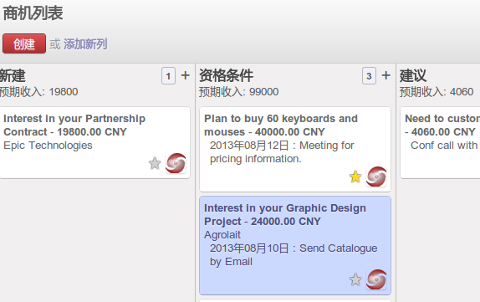 商机列表
创建 或 添加新列
新建 1 +
预期收入: 19800
Interest in your Partnership
Contract - 19800.00 CNY
Epic Technologies
资格条件 3 +
预期收入: 99000
Plan to buy 60 keyboards and
mouses - 40000.00 CNY
2013年08月12日 : Meeting for
pricing information.
Interest in your Graphic Design
Project - 24000.00 CNY
Agrolait
2013年08月10日 : Send Catalogue
by Email
建议
预期收入: 4060
Need to custom
- 4060.00 CNY
Conf call with